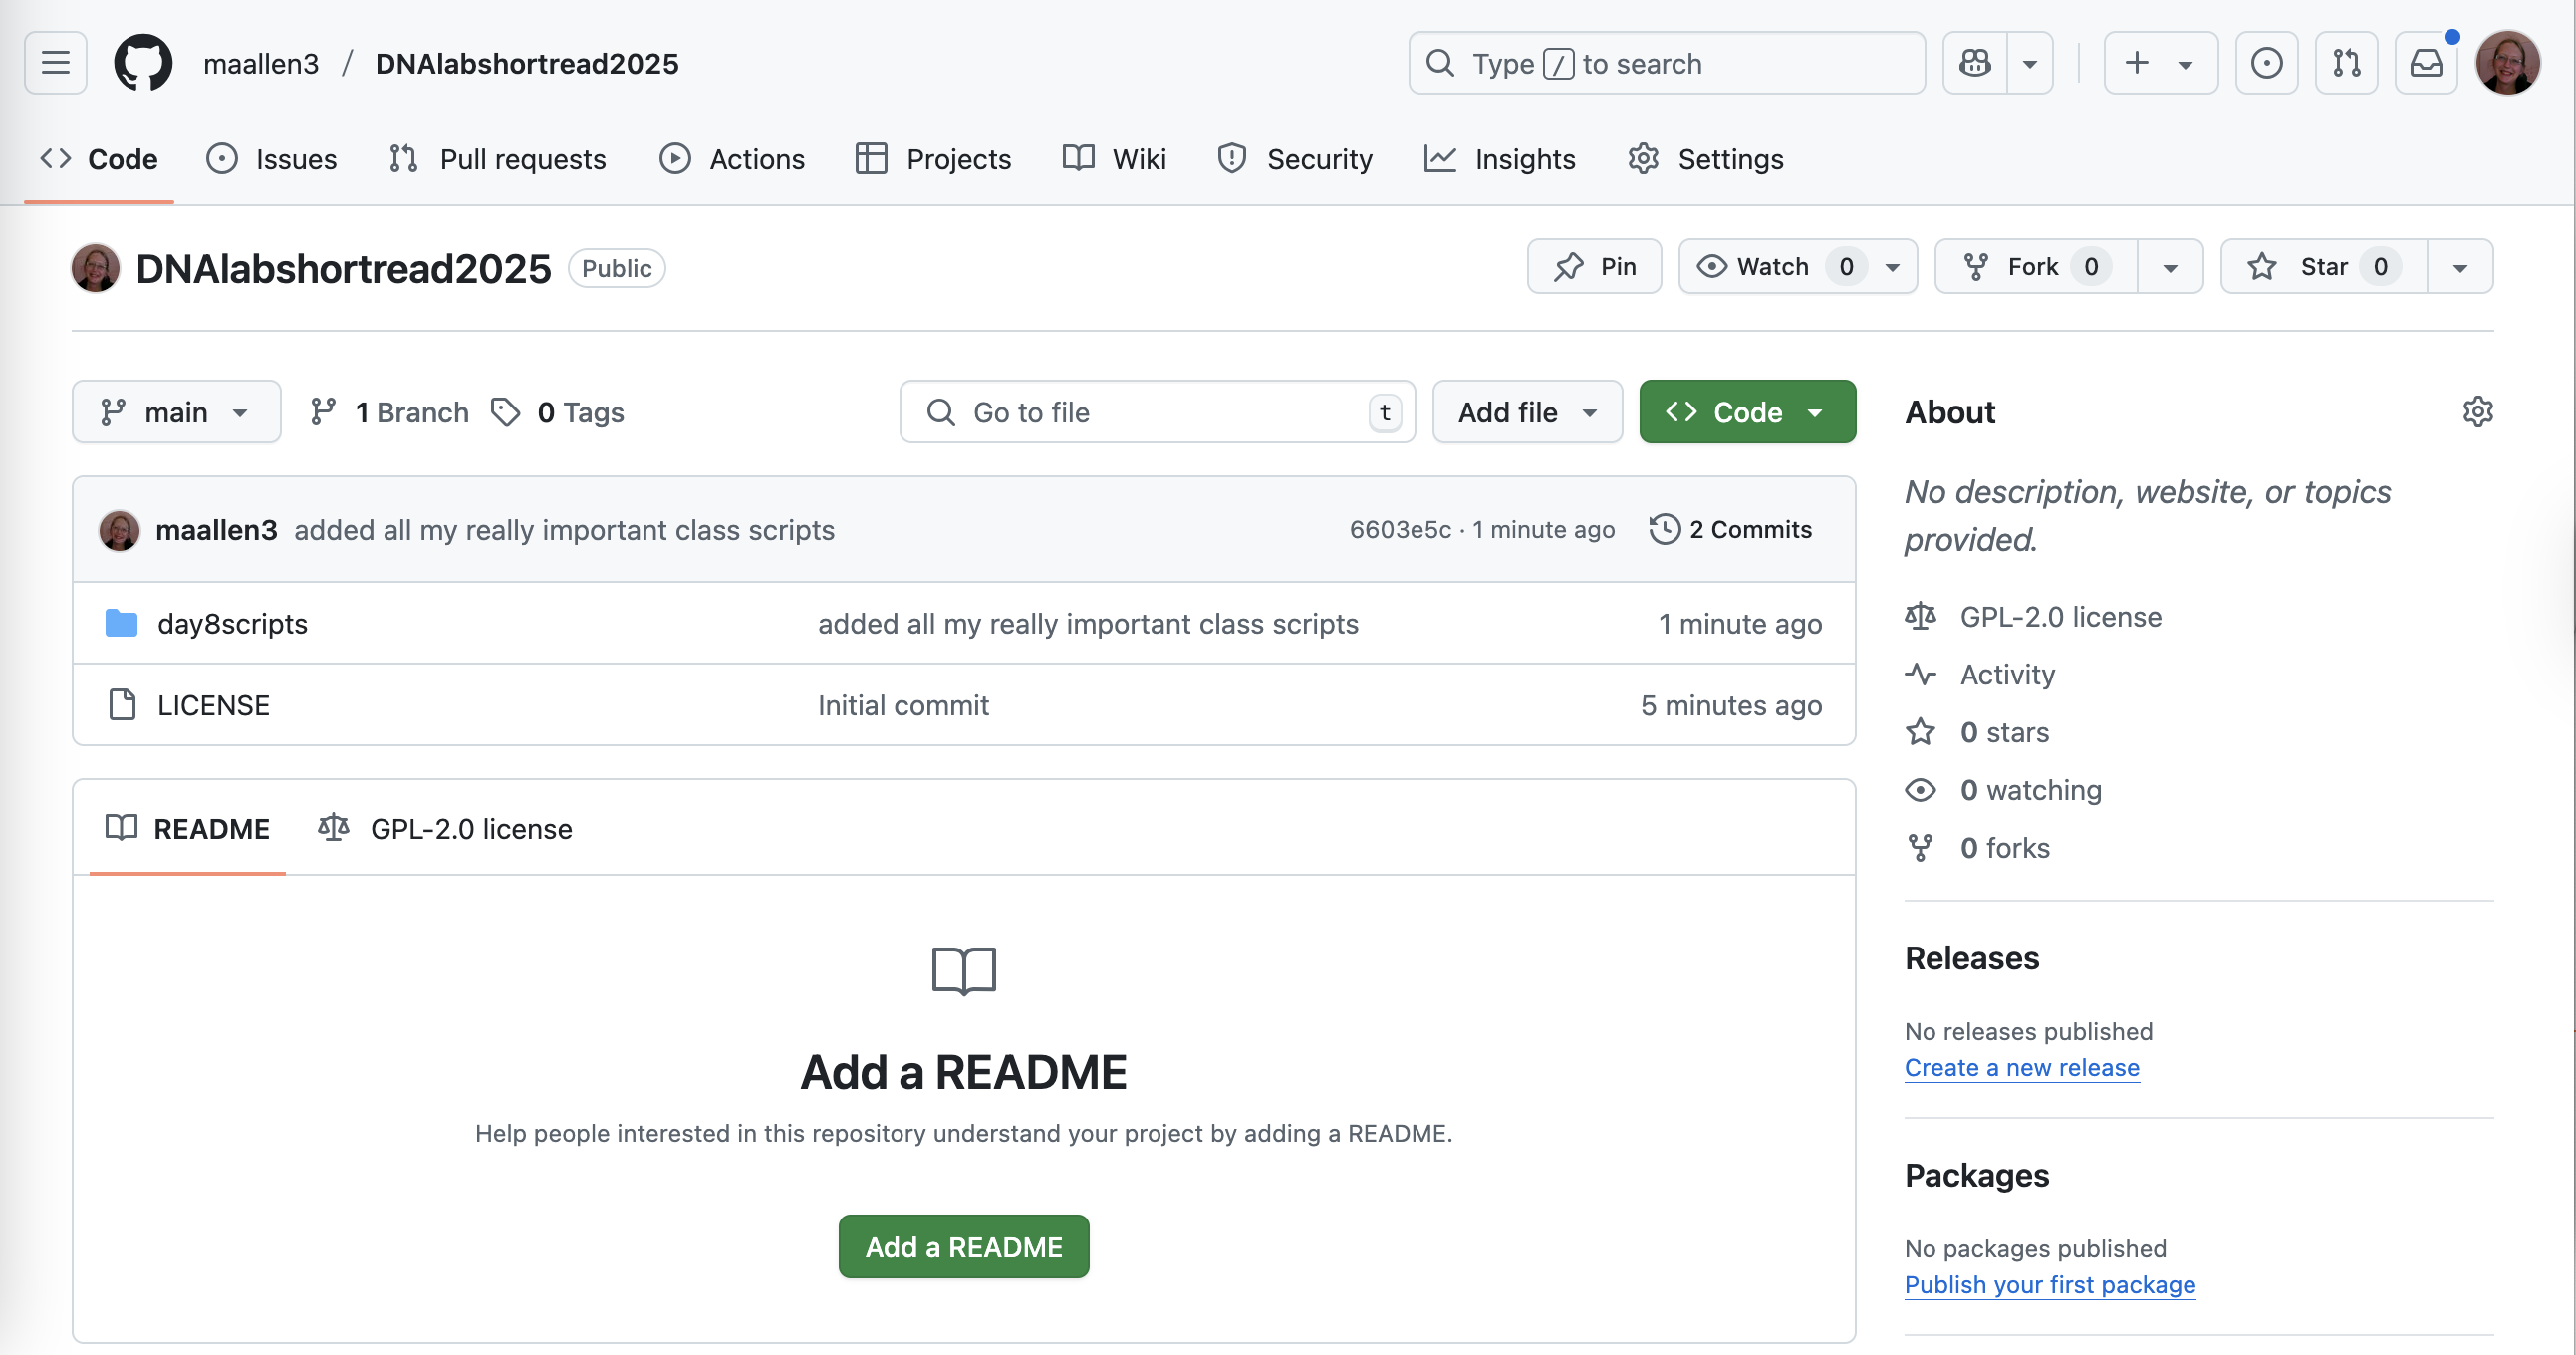 maallen3 / DNAlabshortread2025
Type / to search
Code Issues Pull requests Actions Projects Wiki Security Insights Settings
DNAlabshortread2025 Public
Pin Watch 0 Fork 0 Star 0
main 1 Branch 0 Tags Go to file t Add file Code
maallen3 added all my really important class scripts 6603e5c · 1 minute ago 2 Commits
day8scripts added all my really important class scripts 1 minute ago
LICENSE Initial commit 5 minutes ago
README GPL-2.0 license
Add a README
Help people interested in this repository understand your project by adding a README.
Add a README
About
No description, website, or topics
provided.
GPL-2.0 license
Activity
0 stars
0 watching
0 forks
Releases
No releases published
Create a new release
Packages
No packages published
Publish your first package